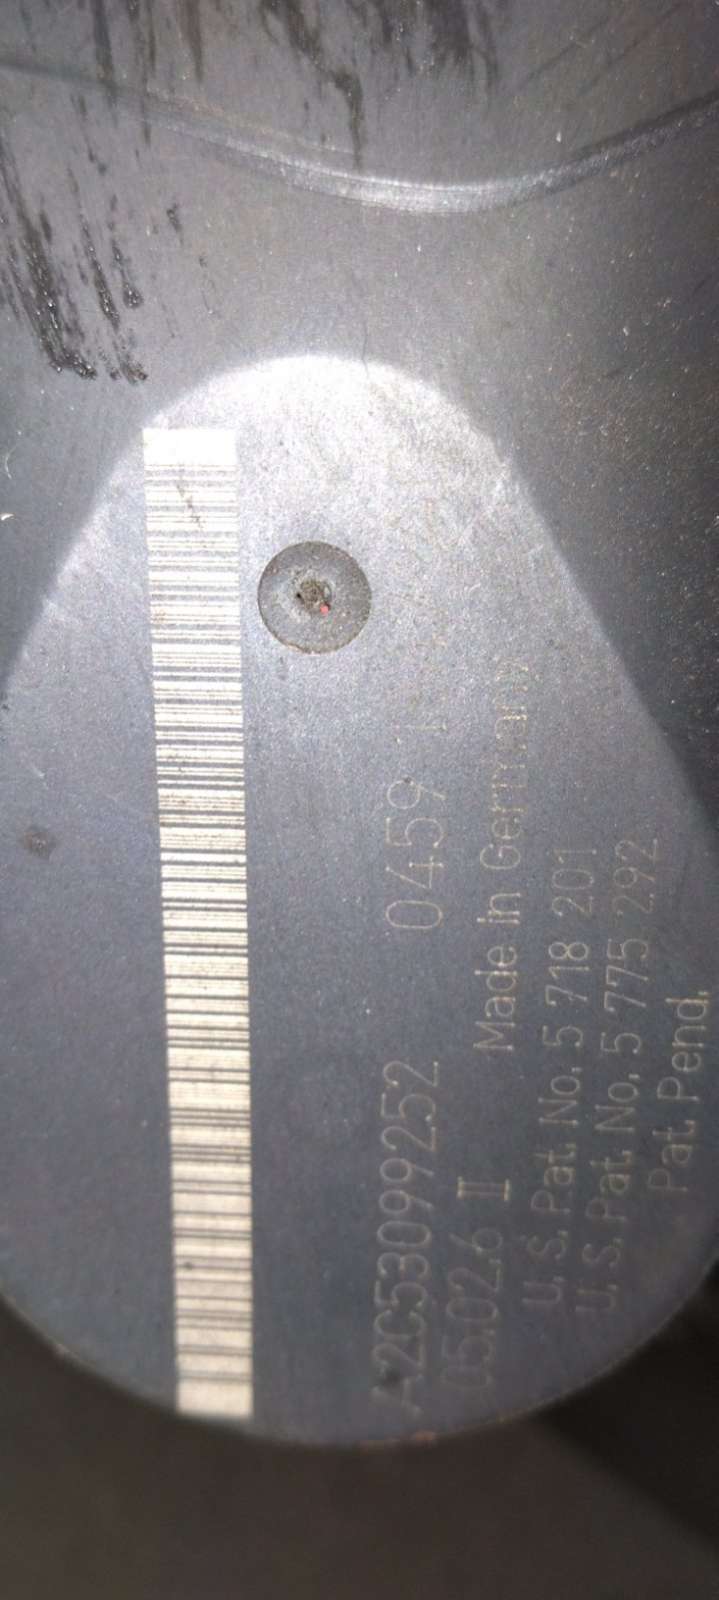 A2C53099252 0459
05.02.6 II Made in Germany
U.S. Pat. No. 5 718 201
U.S. Pat. No. 5 775 292
Pat. Pend.